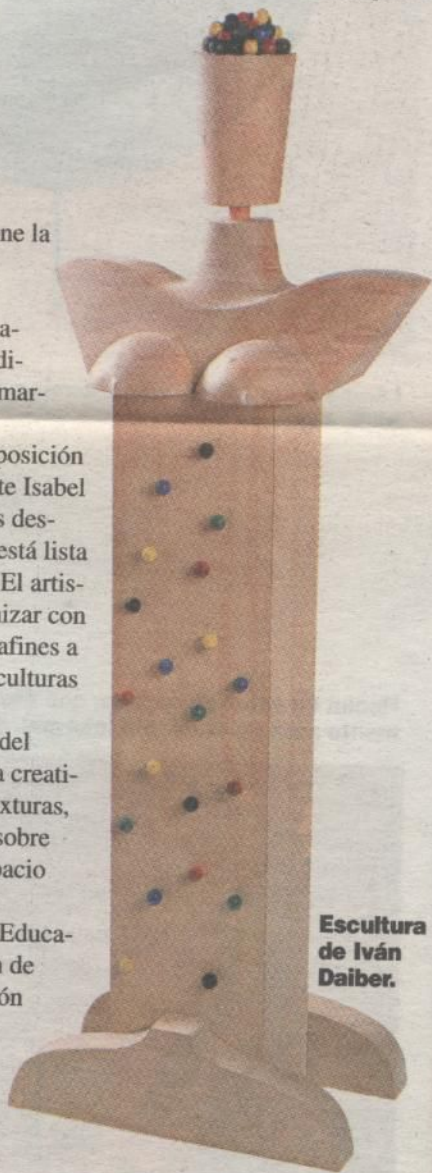 ne la
a-
di-
mar-
posición
te Isabel
s des-
está lista
El artis-
nizar con
afines a
culturas
del
a creati-
xturas,
sobre
pacio
Educa-
n de
ón
Escultura
de Iván
Daiber.